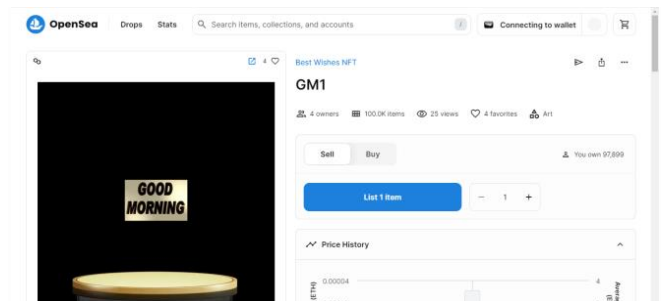 OpenSea
Drops Stats
Search items, collections, and accounts
/
Connecting to wallet
4
Best Wishes NFT
GM1
4 owners 100.0K items 25 views 4 favorites Art
Sell Buy
You own 97,899
List 1 item
− 1 +
GOOD
MORNING
Price History
0.00004
4
(ETH)